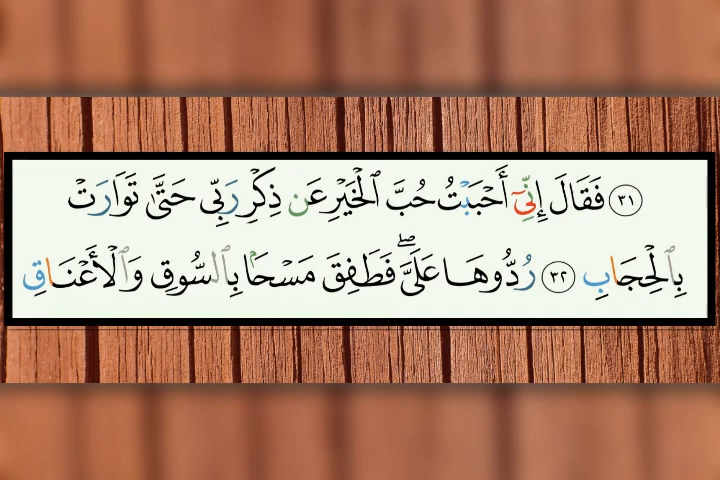 ٣١ فَقَالَ إِنِّيٓ أَحۡبَبۡتُ حُبَّ ٱلۡخَيۡرِ عَن ذِكۡرِ رَبِّي حَتَّىٰ تَوَارَتۡ
بِٱلۡحِجَابِ ٣٢ رُدُّوهَا عَلَيَّۖ فَطَفِقَ مَسۡحَۢا بِٱلسُّوقِ وَٱلۡأَعۡنَاقِ